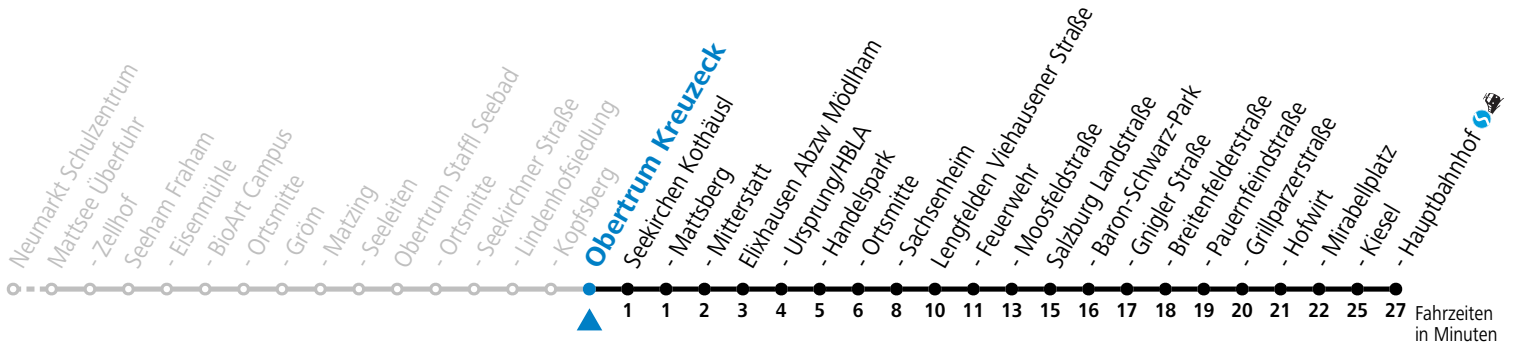 Neumarkt Schulzentrum
Mattsee Überfuhr
- Zellhof
Seeham Fraham
- Eisenmühle
- BioArt Campus
- Ortsmitte
- Gröm
- Matzing
- Seeleiten
Obertrum Staffl Seebad
- Ortsmitte
- Seekirchner Straße
- Lindenhofsiedlung
- Kopfsberg
Obertrum Kreuzeck
Seekirchen Kothäusl
- Mattsberg
- Mitterstatt
Elixhausen Abzw Mödlham
- Ursprung/HBLA
- Handelspark
- Ortsmitte
- Sachsenheim
Lengfelden Viehausener Straße
- Feuerwehr
- Moosfeldstraße
Salzburg Landstraße
- Baron-Schwarz-Park
- Gnigler Straße
- Breitenfelderstraße
- Pauernfeindstraße
- Grillparzerstraße
- Hofwirt
- Mirabellplatz
- Kiesel
- Hauptbahnhof
1 1 2 3 4 5 6 8 10 11 13 15 16 17 18 19 20 21 22 25 27
Fahrzeiten
in Minuten